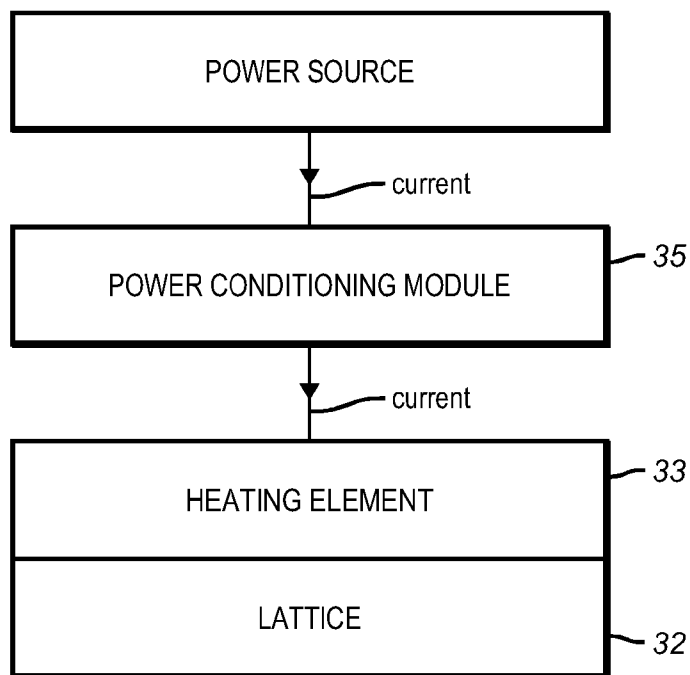 POWER SOURCE
current
POWER CONDITIONING MODULE
35
current
HEATING ELEMENT
33
LATTICE
32